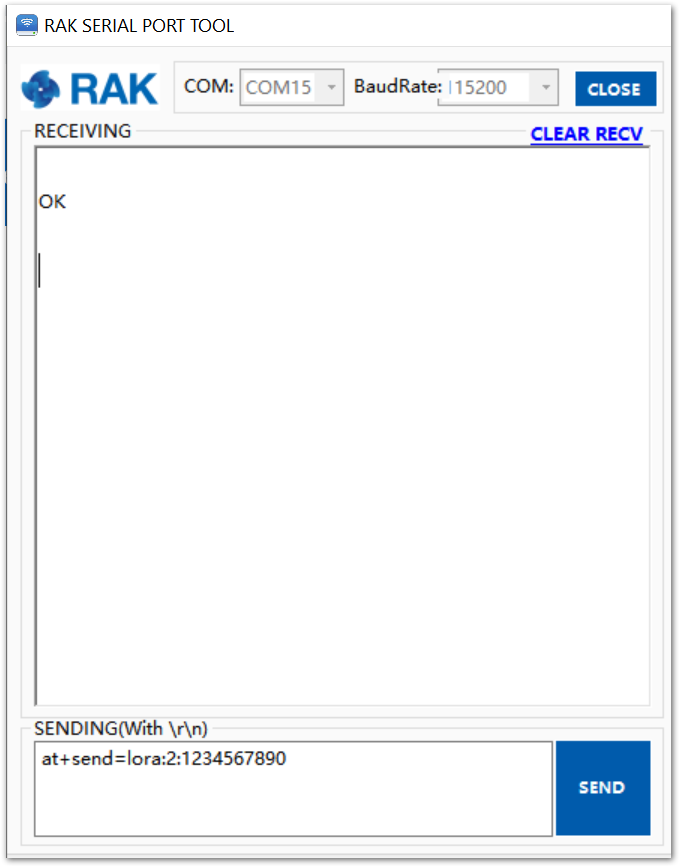 RAK SERIAL PORT TOOL
RAK COM: COM15 BaudRate: 115200 CLOSE
RECEIVING CLEAR RECV
OK
SENDING(With \r\n)
at+send=lora:2:1234567890
SEND